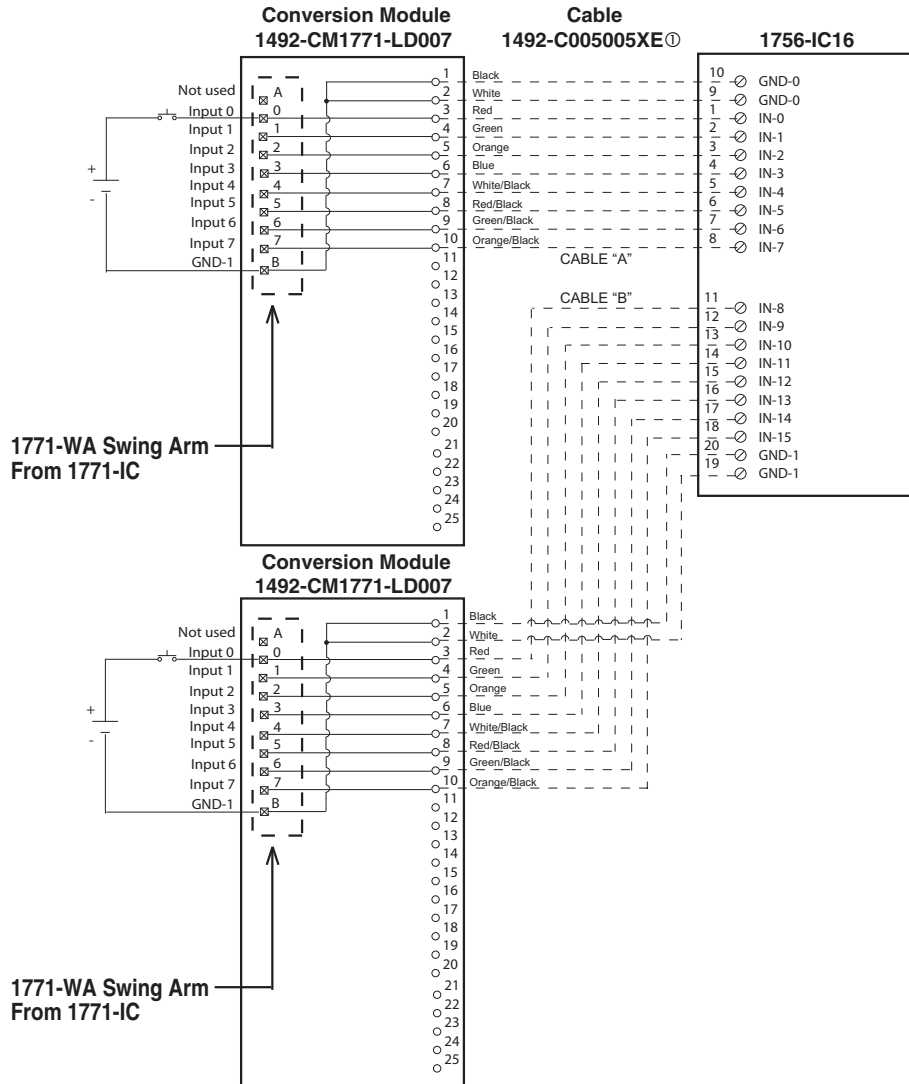 Conversion Module
1492-CM1771-LD007
Cable
1492-C005005XE①
1756-IC16
Not used
Input 0
Input 1
Input 2
Input 3
Input 4
Input 5
Input 6
Input 7
GND-1
+
-
A
0
1
2
3
4
5
6
7
B
1 Black
2 White
3 Red
4 Green
5 Orange
6 Blue
7 White/Black
8 Red/Black
9 Green/Black
10 Orange/Black
11
12
13
14
15
16
17
18
19
20
21
22
23
24
25
CABLE “A”
CABLE “B”
10 GND-0
9 GND-0
1 IN-0
2 IN-1
3 IN-2
4 IN-3
5 IN-4
6 IN-5
7 IN-6
8 IN-7
11 IN-8
12 IN-9
13 IN-10
14 IN-11
15 IN-12
16 IN-13
17 IN-14
18 IN-15
20 GND-1
19 GND-1
1771-WA Swing Arm
From 1771-IC
Conversion Module
1492-CM1771-LD007
Not used
Input 0
Input 1
Input 2
Input 3
Input 4
Input 5
Input 6
Input 7
GND-1
+
-
A
0
1
2
3
4
5
6
7
B
1 Black
2 White
3 Red
4 Green
5 Orange
6 Blue
7 White/Black
8 Red/Black
9 Green/Black
10 Orange/Black
11
12
13
14
15
16
17
18
19
20
21
22
23
24
25
1771-WA Swing Arm
From 1771-IC